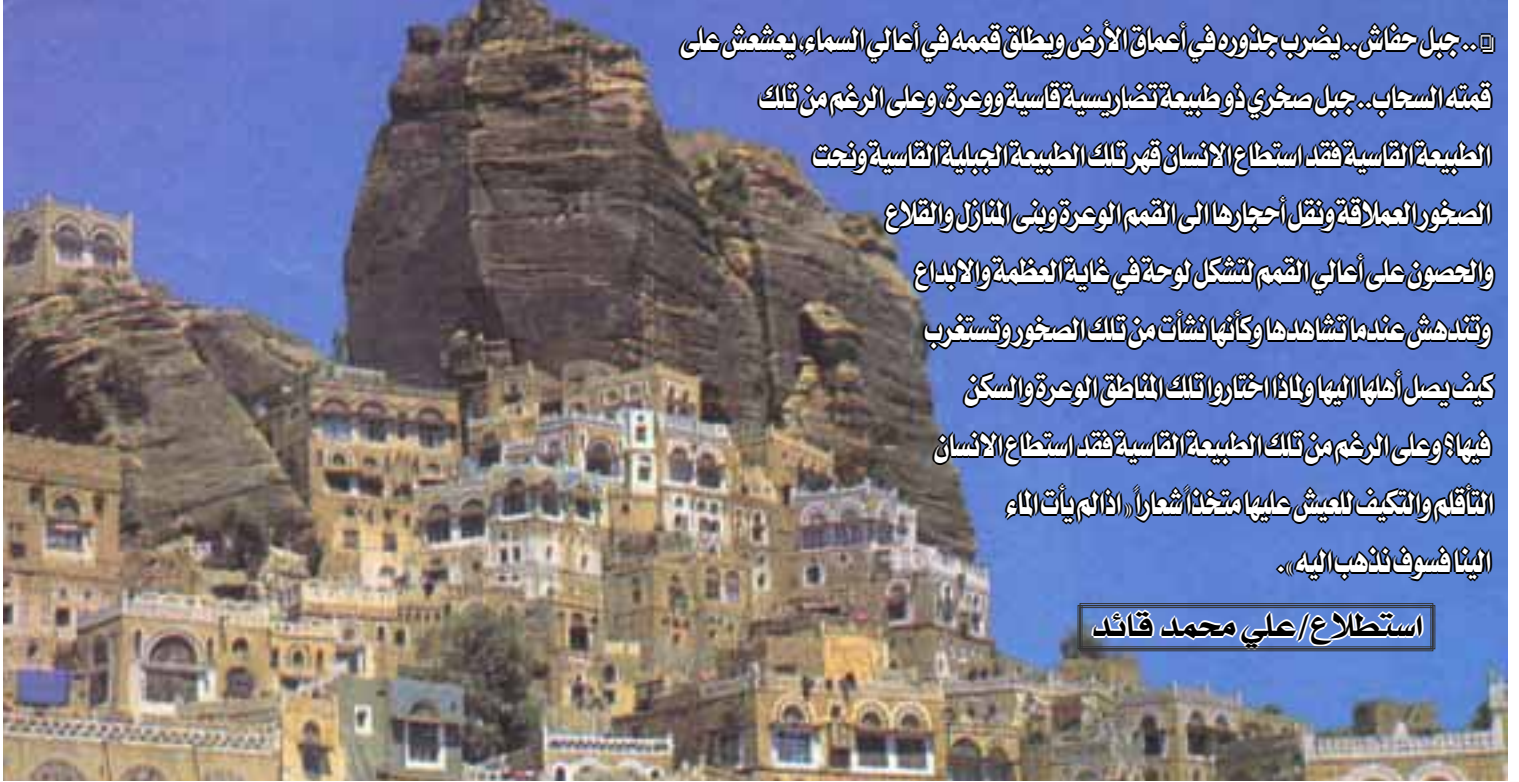 .. جبل حفاش.. يضرب جذوره في أعماق الأرض ويطلق قممه في أعالي السماء، يعشعش على
قمته السحاب.. جبل صخري ذو طبيعة تضاريسية قاسية ووعرة، وعلى الرغم من تلك
الطبيعة القاسية فقد استطاع الانسان قهر تلك الطبيعة الجبلية القاسية ونحت
الصخور العملاقة ونقل أحجارها الى القمم الوعرة وبنى المنازل والقلاع
والحصون على أعالي القمم لتشكل لوحة في غاية العظمة والابداع
وتندهش عندما تشاهدها وكأنها نشأت من تلك الصخور وتستغرب
كيف يصل أهلها اليها ولماذا اختاروا تلك المناطق الوعرة والسكن
فيها؟ وعلى الرغم من تلك الطبيعة القاسية فقد استطاع الانسان
التأقلم والتكيف للعيش عليها متخذاً شعاراً «اذا لم يأت الماء
الينا فسوف نذهب اليه».
استطلاع/علي محمد قائد